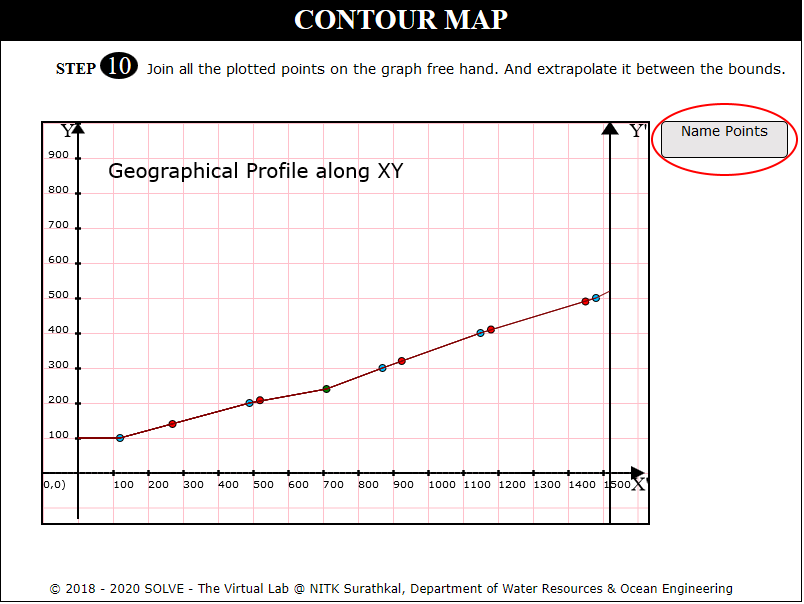 CONTOUR MAP
STEP 10 Join all the plotted points on the graph free hand. And extrapolate it between the bounds.
Y
Y'
Name Points
Geographical Profile along XY
900
800
700
600
500
400
300
200
100
0,0) 100 200 300 400 500 600 700 800 900 1000 1100 1200 1300 1400 1500 X'
© 2018 - 2020 SOLVE - The Virtual Lab @ NITK Surathkal, Department of Water Resources & Ocean Engineering